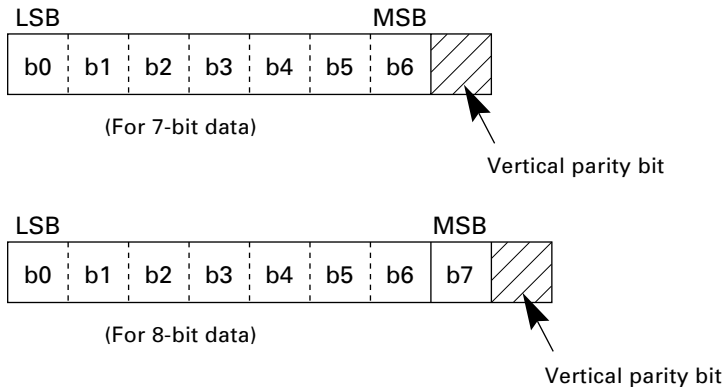 LSB MSB
b0 b1 b2 b3 b4 b5 b6
(For 7-bit data)
Vertical parity bit
LSB MSB
b0 b1 b2 b3 b4 b5 b6 b7
(For 8-bit data)
Vertical parity bit